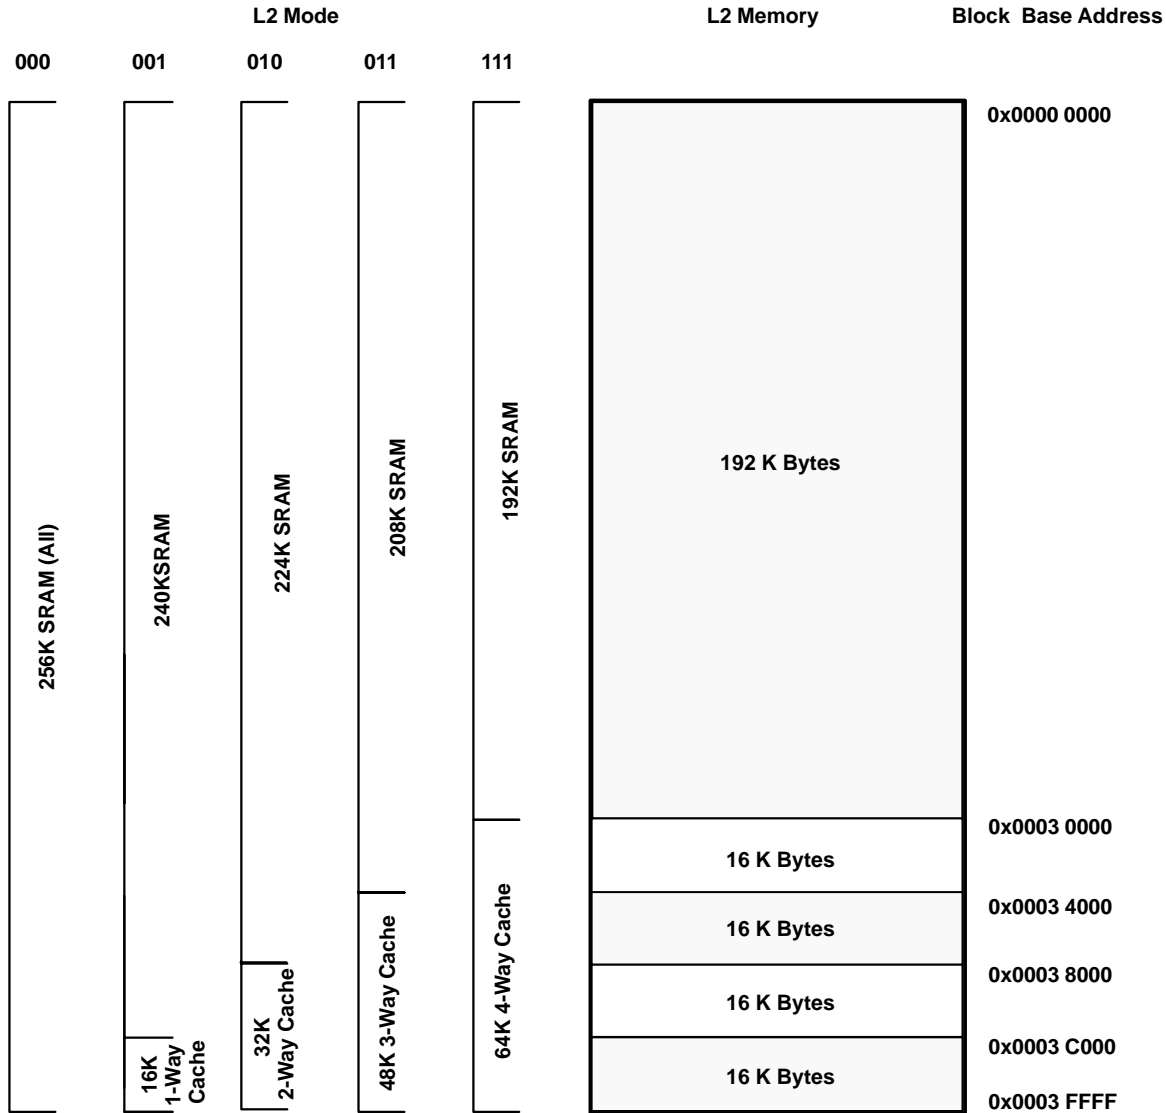 L2 Mode
L2 Memory
Block Base Address
000
001
010
011
111
0x0000 0000
256K SRAM (All)
240KSRAM
224K SRAM
208K SRAM
192K SRAM
192 K Bytes
0x0003 0000
16 K Bytes
0x0003 4000
16 K Bytes
0x0003 8000
16 K Bytes
0x0003 C000
16 K Bytes
0x0003 FFFF
16K
1-Way
Cache
32K
2-Way Cache
48K 3-Way Cache
64K 4-Way Cache